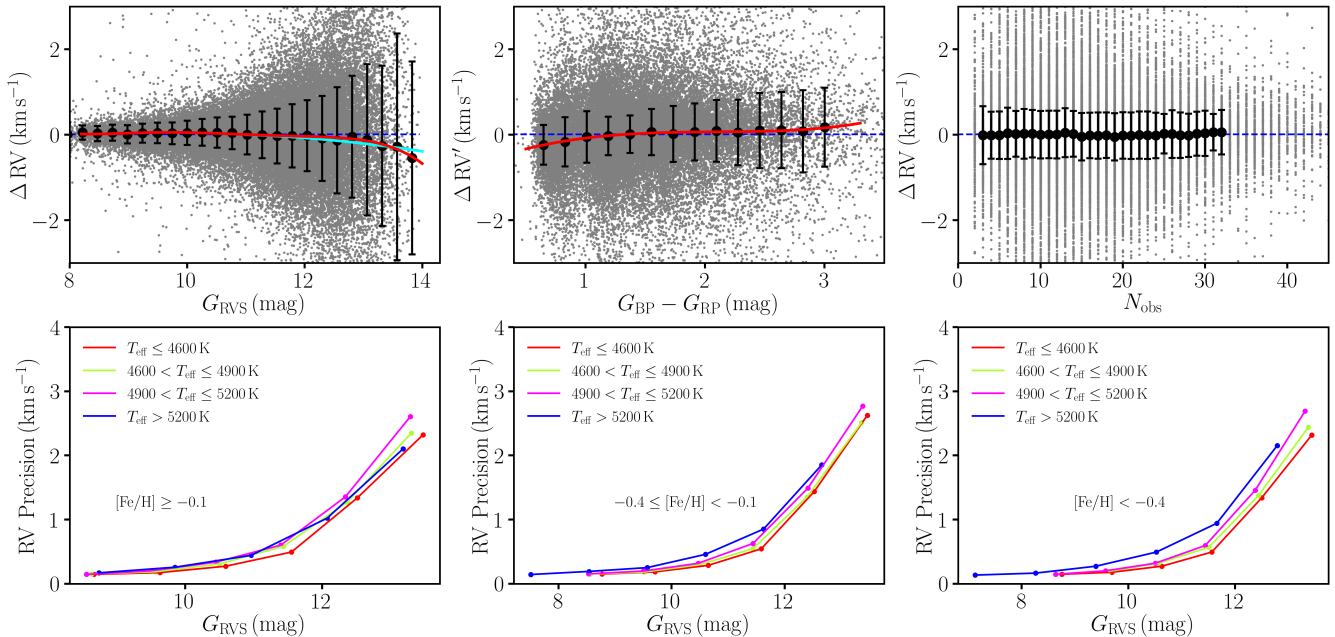 2
0
−2
Δ RV (km s⁻¹)
8 10 11 12 13 14
G_RVS (mag)
2
0
−2
Δ RV′ (km s⁻¹)
1 2 3
G_BP − G_RP (mag)
2
0
−2
Δ RV (km s⁻¹)
0 10 20 30 40
N_obs
4
3
2
1
0
RV Precision (km s⁻¹)
T_eff ≤ 4600 K
4600 < T_eff ≤ 4900 K
4900 < T_eff ≤ 5200 K
T_eff > 5200 K
[Fe/H] ≥ −0.1
10 12
G_RVS (mag)
4
3
2
1
0
RV Precision (km s⁻¹)
T_eff ≤ 4600 K
4600 < T_eff ≤ 4900 K
4900 < T_eff ≤ 5200 K
T_eff > 5200 K
−0.4 ≤ [Fe/H] < −0.1
8 10 12
G_RVS (mag)
4
3
2
1
0
RV Precision (km s⁻¹)
T_eff ≤ 4600 K
4600 < T_eff ≤ 4900 K
4900 < T_eff ≤ 5200 K
T_eff > 5200 K
[Fe/H] < −0.4
8 10 12
G_RVS (mag)